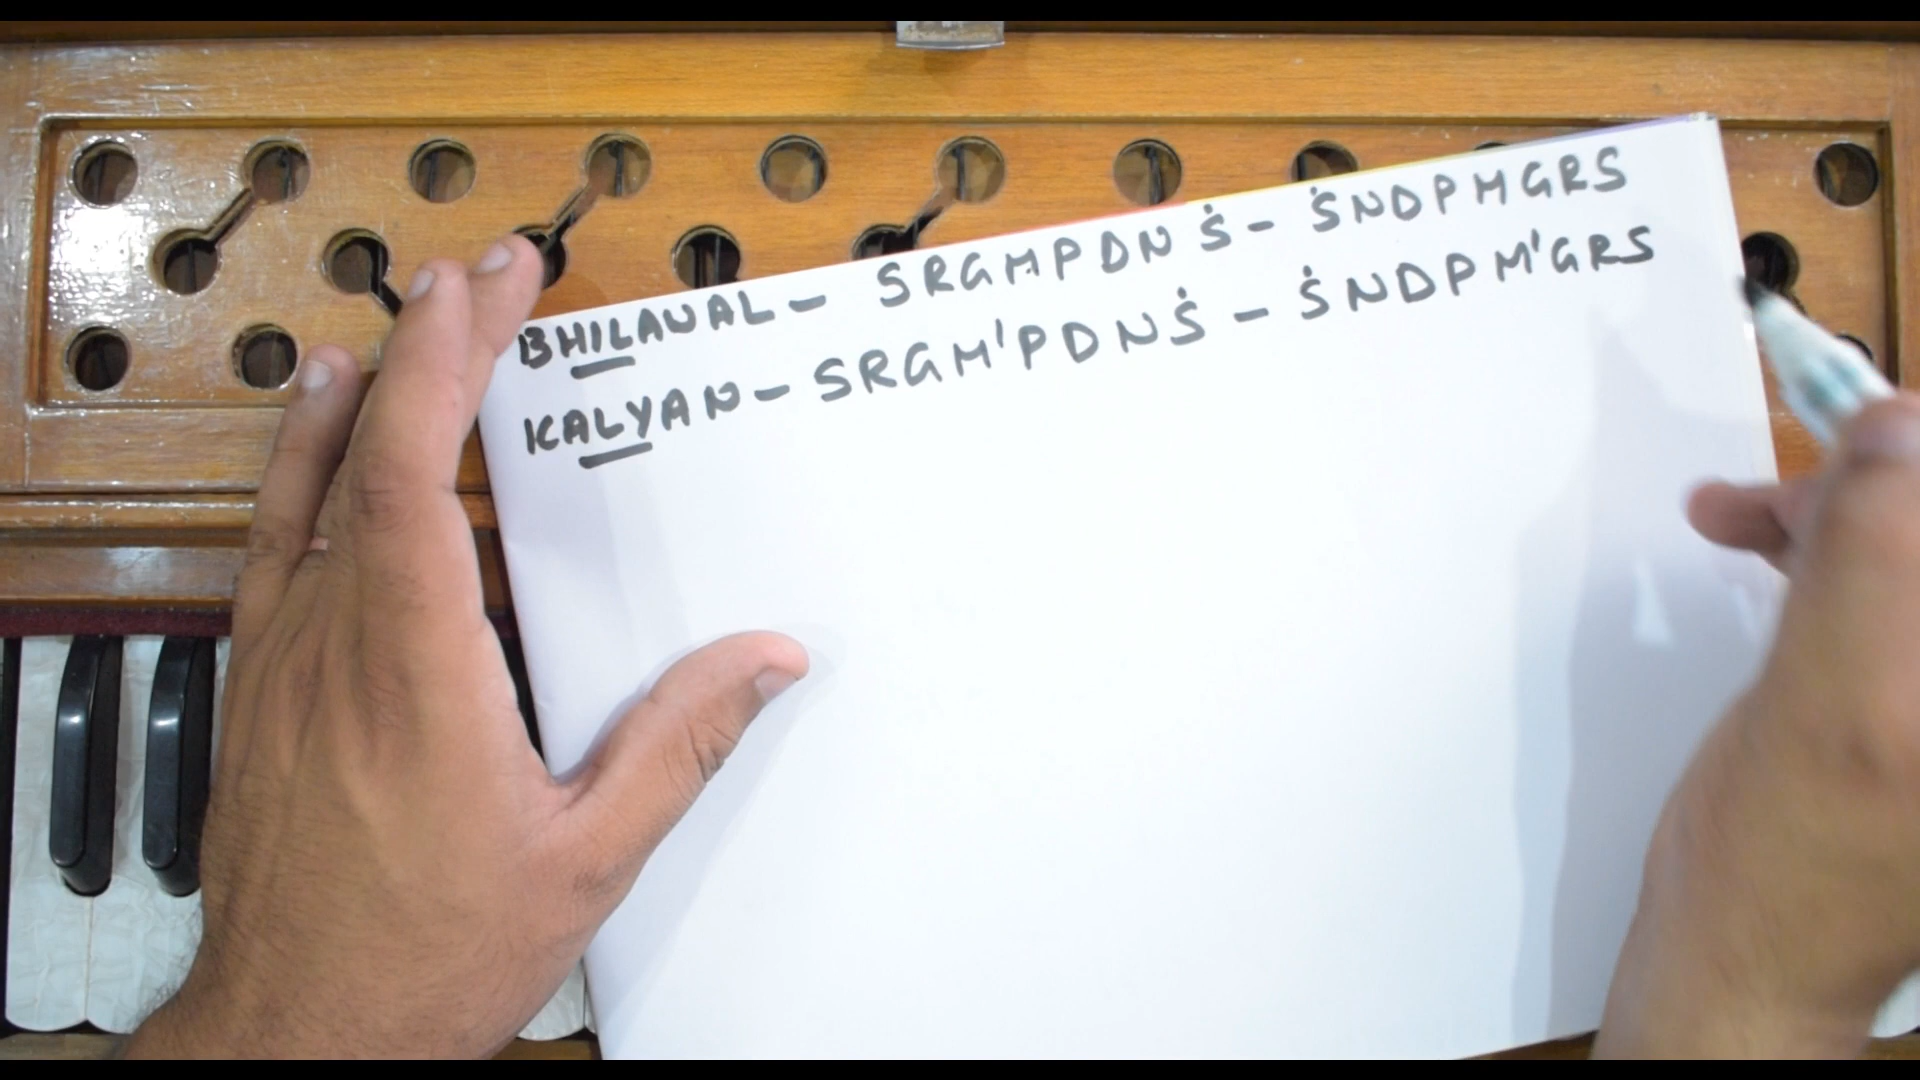 BHILAWAL - SRGMPDNṠ - ṠNDPMGRS
KALYAN - SRGM'PDNṠ - ṠNDPM'GRS